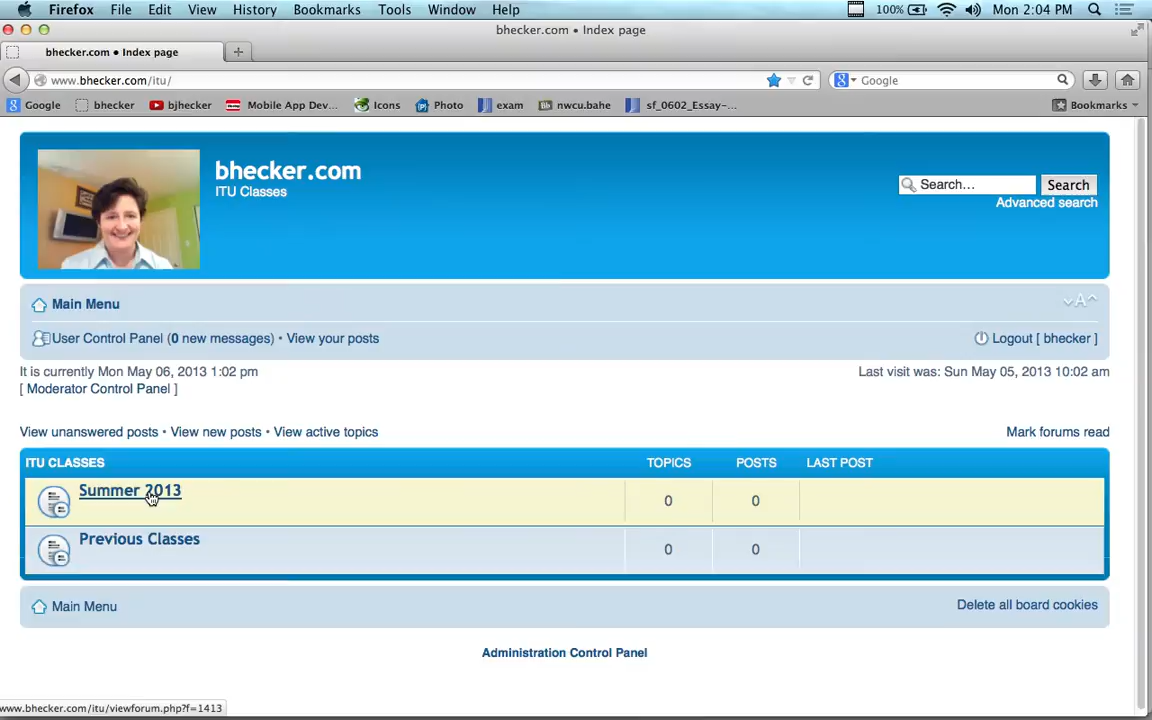 Firefox File Edit View History Bookmarks Tools Window Help 100% Mon 2:04 PM
bhecker.com • Index page
bhecker.com • Index page
www.bhecker.com/itu/ Google
Google bhecker bjhecker Mobile App Dev... Icons Photo exam nwcu.bahe sf_0602_Essay-... Bookmarks
bhecker.com
ITU Classes
Search... Search
Advanced search
Main Menu
User Control Panel (0 new messages) • View your posts Logout [ bhecker ]
It is currently Mon May 06, 2013 1:02 pm Last visit was: Sun May 05, 2013 10:02 am
[ Moderator Control Panel ]
View unanswered posts • View new posts • View active topics Mark forums read
ITU CLASSES TOPICS POSTS LAST POST
Summer 2013 0 0
Previous Classes 0 0
Main Menu Delete all board cookies
Administration Control Panel
www.bhecker.com/itu/viewforum.php?f=1413